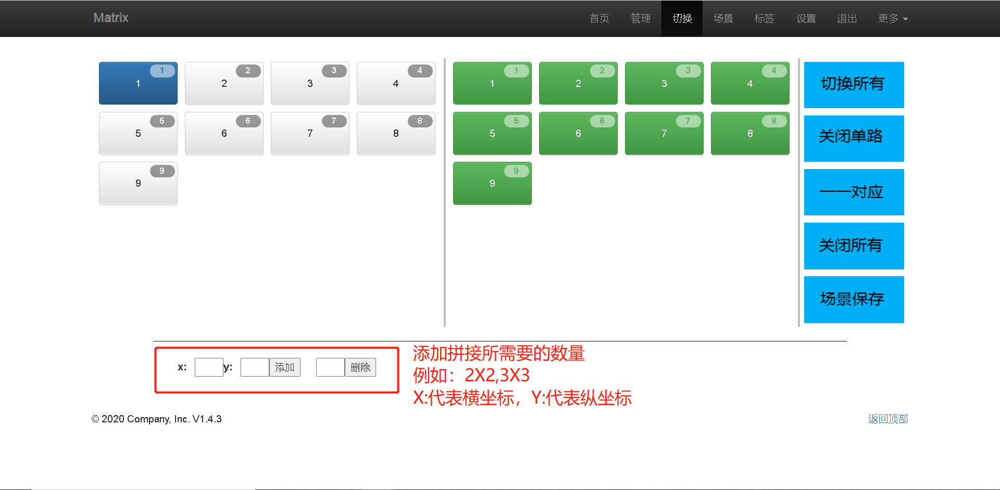 Matrix
首页 管理 切换 场景 标签 设置 退出 更多
1 2 3 4
1 2 3 4
5 6 7 8
5 6 7 8
9
9
1 2 3 4
1 2 3 4
5 6 7 8
5 6 7 8
9
9
切换所有
关闭单路
一一对应
关闭所有
场景保存
x: y: 添加 删除
添加拼接所需要的数量
例如：2X2,3X3
X:代表横坐标，Y:代表纵坐标
© 2020 Company, Inc. V1.4.3
返回顶部